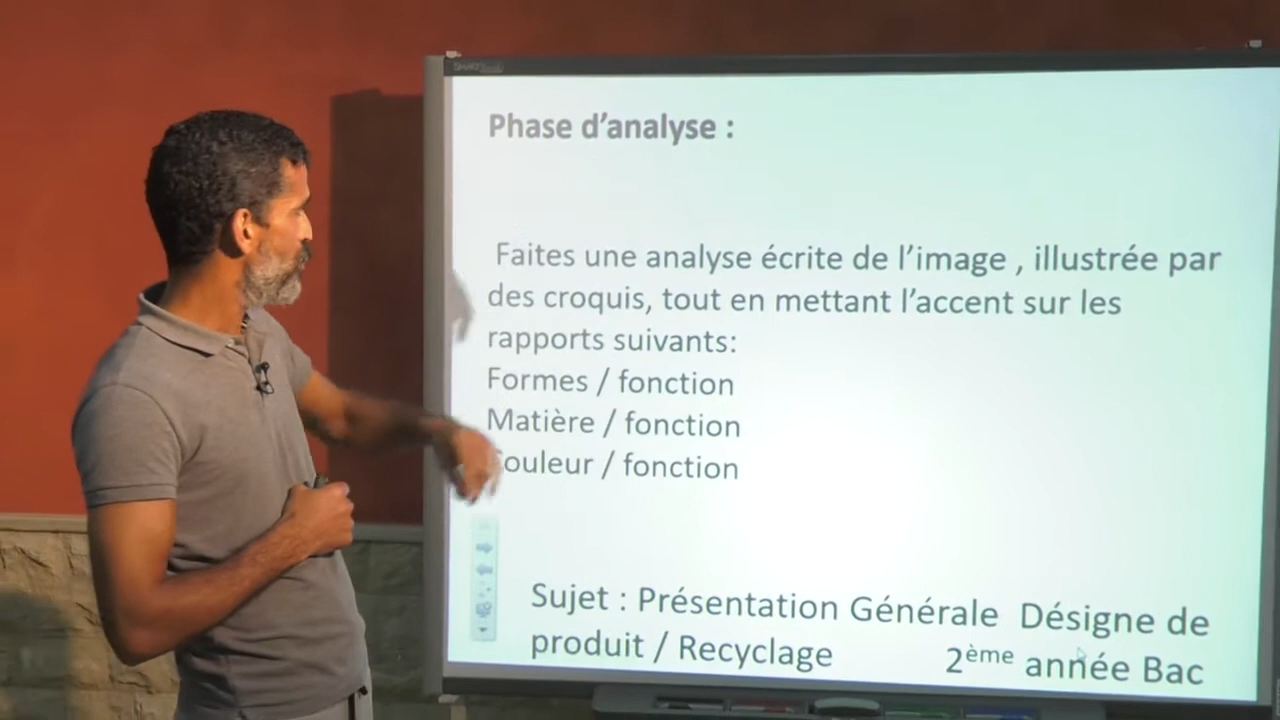 Phase d’analyse :
Faites une analyse écrite de l’image , illustrée par
des croquis, tout en mettant l’accent sur les
rapports suivants:
Formes / fonction
Matière / fonction
ouleur / fonction
Sujet : Présentation Générale Désigne de
produit / Recyclage 2ème année Bac